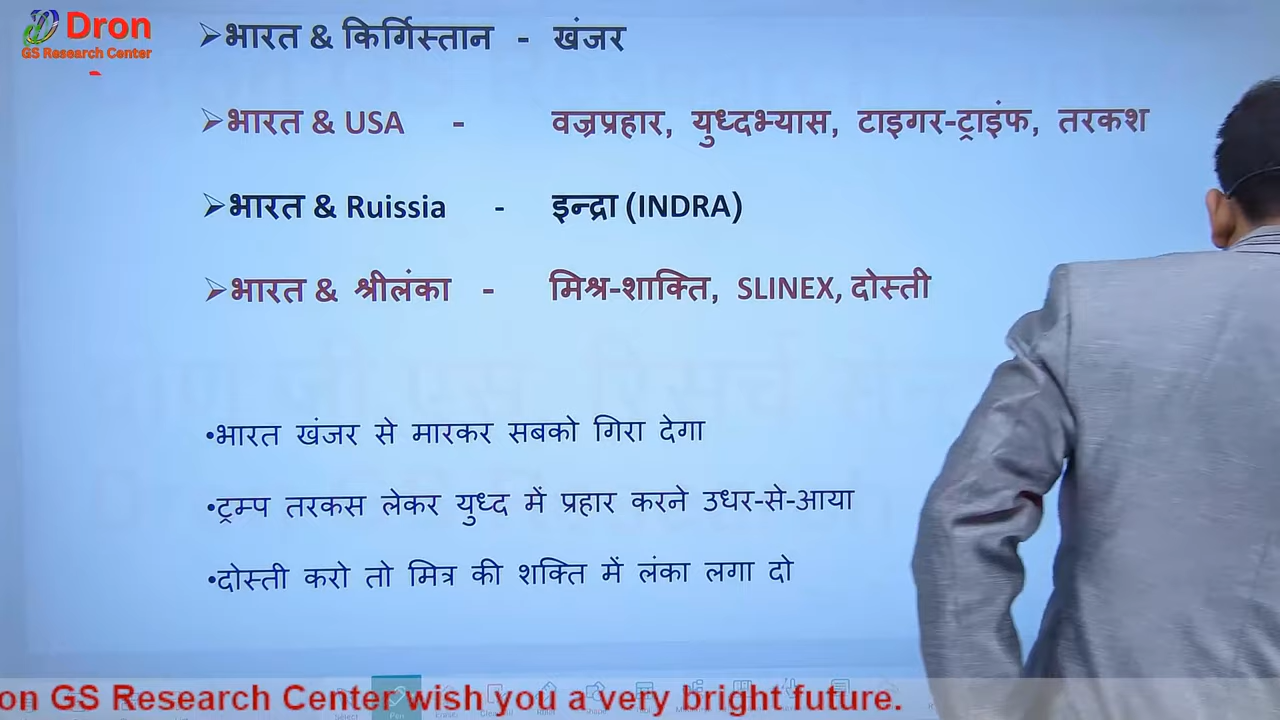 Dron
GS Research Center
➢भारत & किर्गिस्तान - खंजर
➢भारत & USA - वज्रप्रहार, युध्दभ्यास, टाइगर-ट्राइंफ, तरकश
➢भारत & Ruissia - इन्द्रा (INDRA)
➢भारत & श्रीलंका - मिश्र-शाक्ति, SLINEX, दोस्ती
•भारत खंजर से मारकर सबको गिरा देगा
•ट्रम्प तरकस लेकर युध्द में प्रहार करने उधर-से-आया
•दोस्ती करो तो मित्र की शक्ति में लंका लगा दो
on GS Research Center wish you a very bright future.